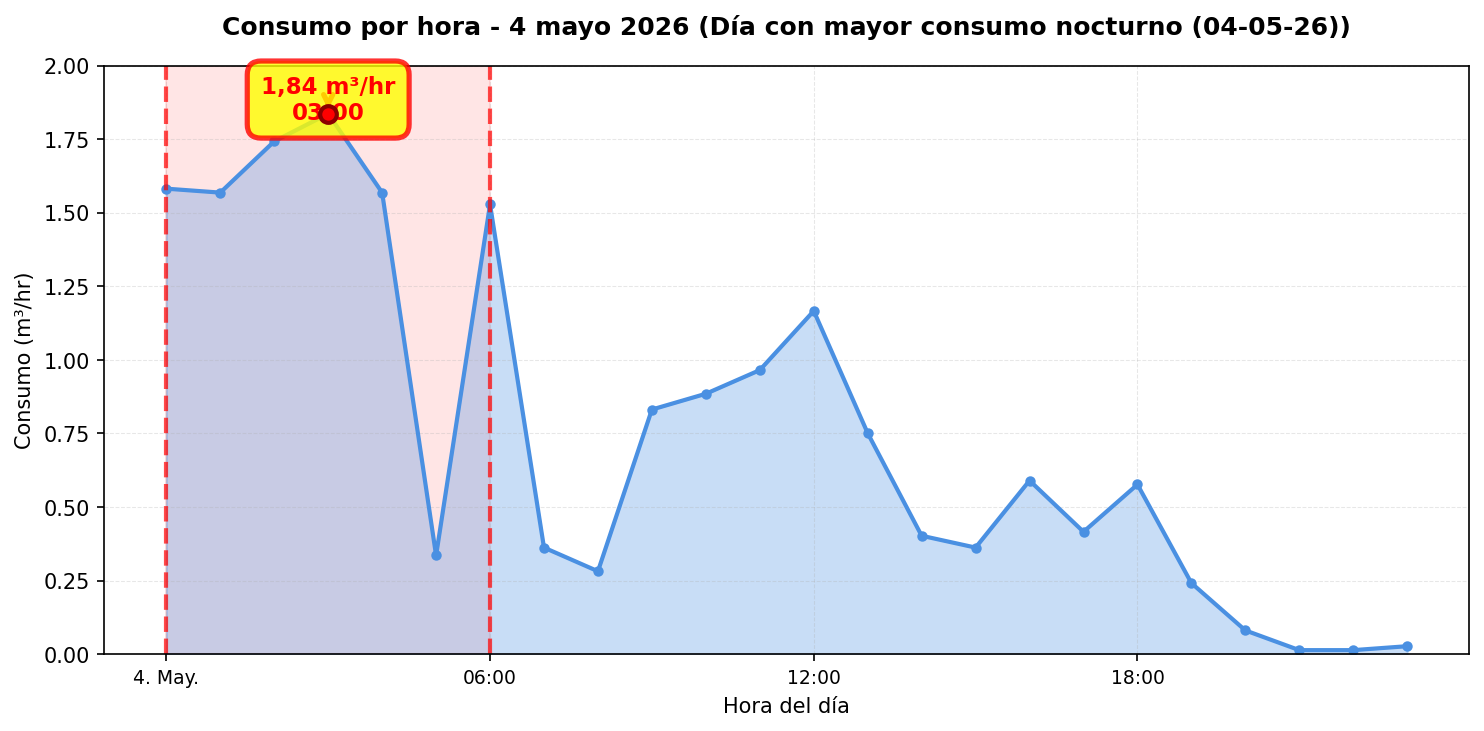 Consumo por hora - 4 mayo 2026 (Día con mayor consumo nocturno (04-05-26))
2.00
1,84 m³/hr
03:00
1.75
1.50
1.25
1.00
0.75
0.50
0.25
0.00
Consumo (m³/hr)
4. May.
06:00
12:00
18:00
Hora del día